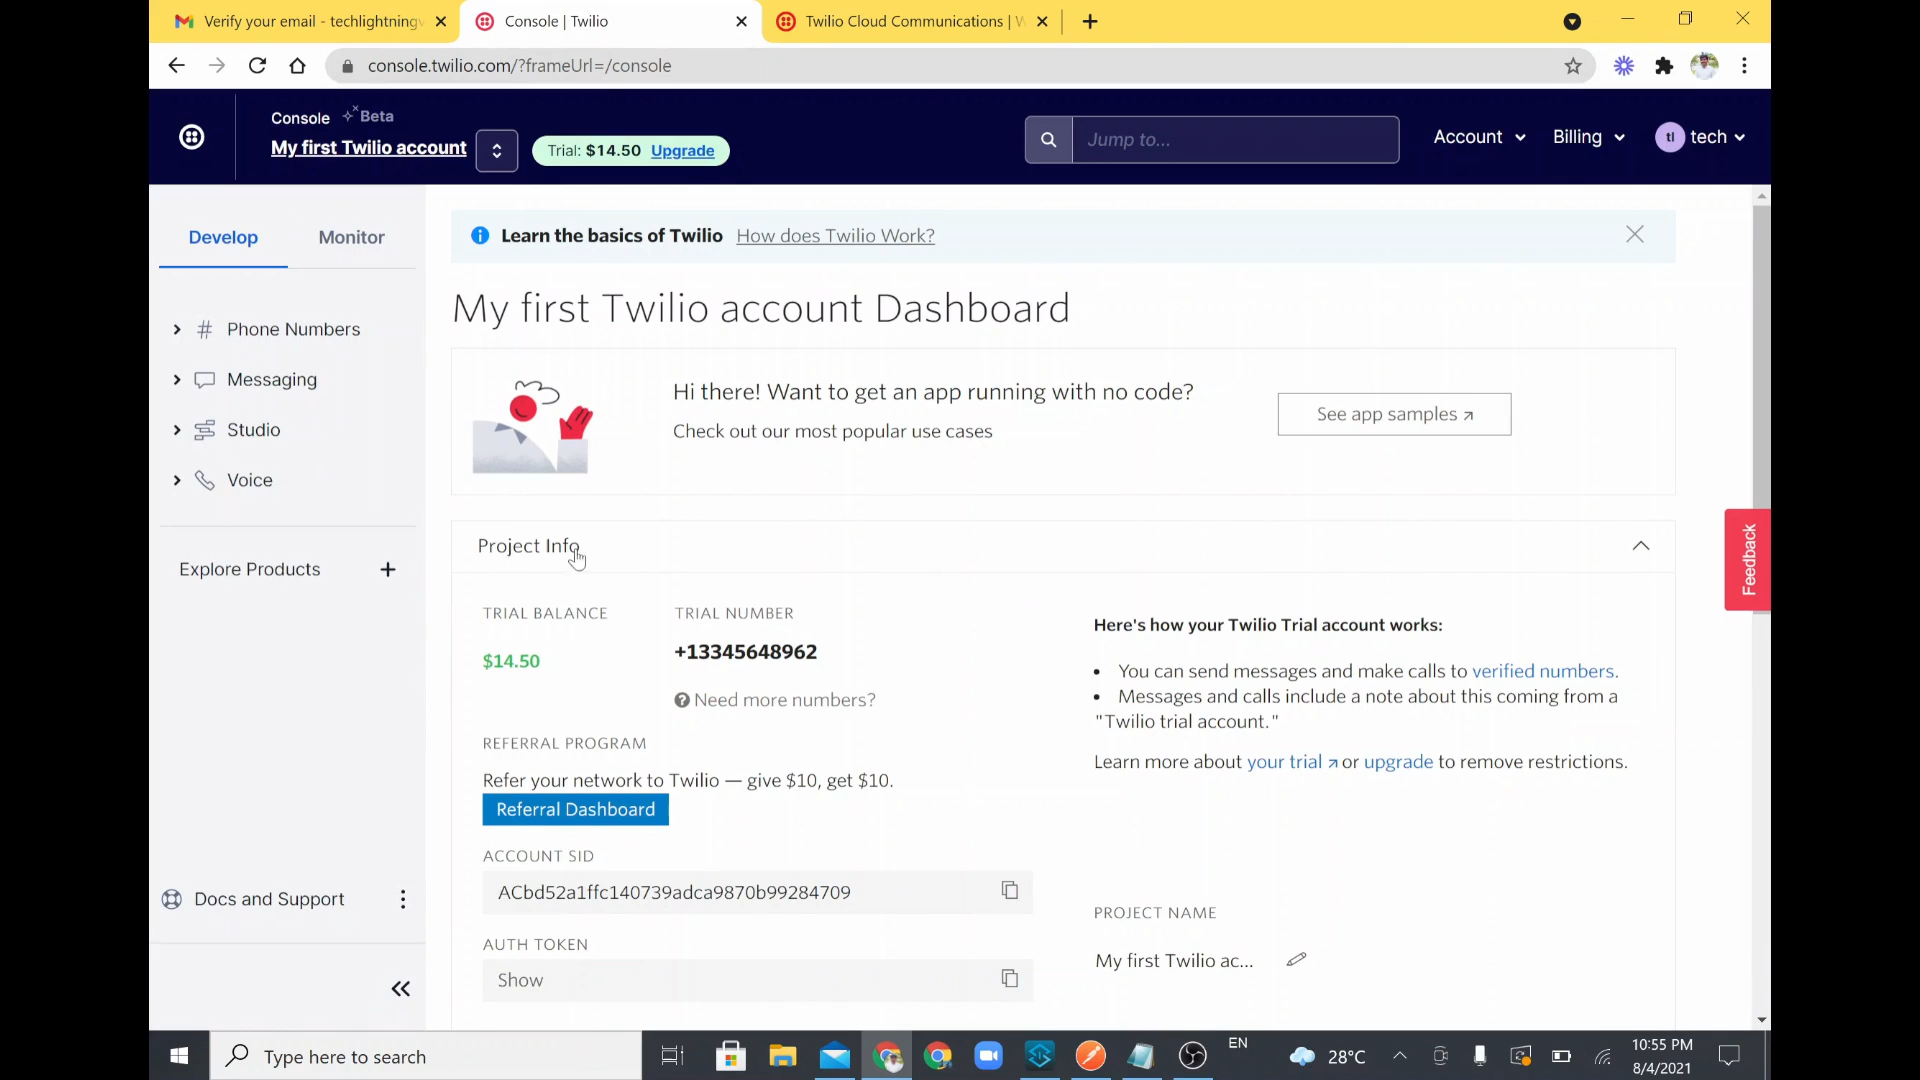 Verify your email - techlightning
Console | Twilio
Twilio Cloud Communications | W
console.twilio.com/?frameUrl=/console
Console Beta
My first Twilio account
Trial: $14.50 Upgrade
Jump to...
Account
Billing
tl
tech
Develop
Monitor
Phone Numbers
Messaging
Studio
Voice
Explore Products
Docs and Support
Learn the basics of Twilio How does Twilio Work?
My first Twilio account Dashboard
Hi there! Want to get an app running with no code?
Check out our most popular use cases
See app samples
Project Info
TRIAL BALANCE
$14.50
TRIAL NUMBER
+13345648962
Need more numbers?
REFERRAL PROGRAM
Refer your network to Twilio — give $10, get $10.
Referral Dashboard
ACCOUNT SID
ACbd52a1ffc140739adca9870b99284709
AUTH TOKEN
Show
Here's how your Twilio Trial account works:
• You can send messages and make calls to verified numbers.
• Messages and calls include a note about this coming from a
"Twilio trial account."
Learn more about your trial or upgrade to remove restrictions.
PROJECT NAME
My first Twilio ac...
Feedback
Type here to search
EN
28°C
10:55 PM
8/4/2021